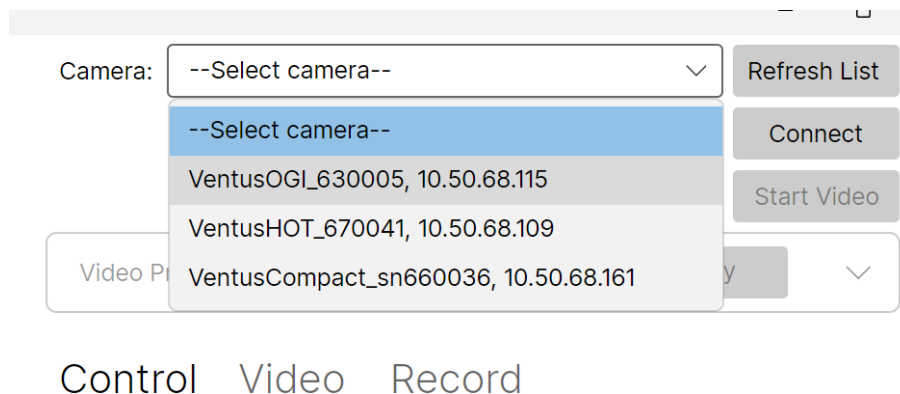 Camera: --Select camera-- Refresh List
--Select camera--
Connect
VentusOGI_630005, 10.50.68.115
Start Video
VentusHOT_670041, 10.50.68.109
Video
VentusCompact_sn660036, 10.50.68.161
Control Video Record